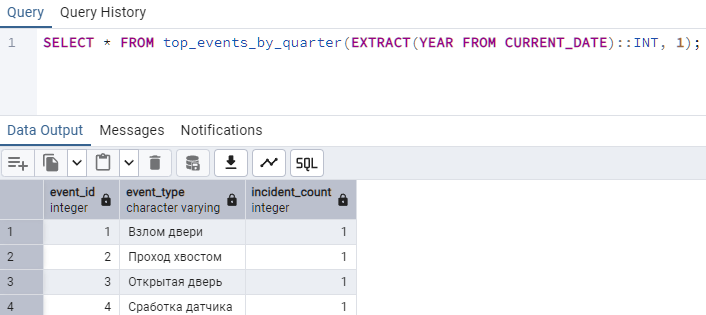 Query Query History
1 SELECT * FROM top_events_by_quarter(EXTRACT(YEAR FROM CURRENT_DATE)::INT, 1);
Data Output Messages Notifications
SQL
event_id event_type incident_count
integer character varying integer
1 1 Взлом двери 1
2 2 Проход хвостом 1
3 3 Открытая дверь 1
4 4 Сработка датчика 1